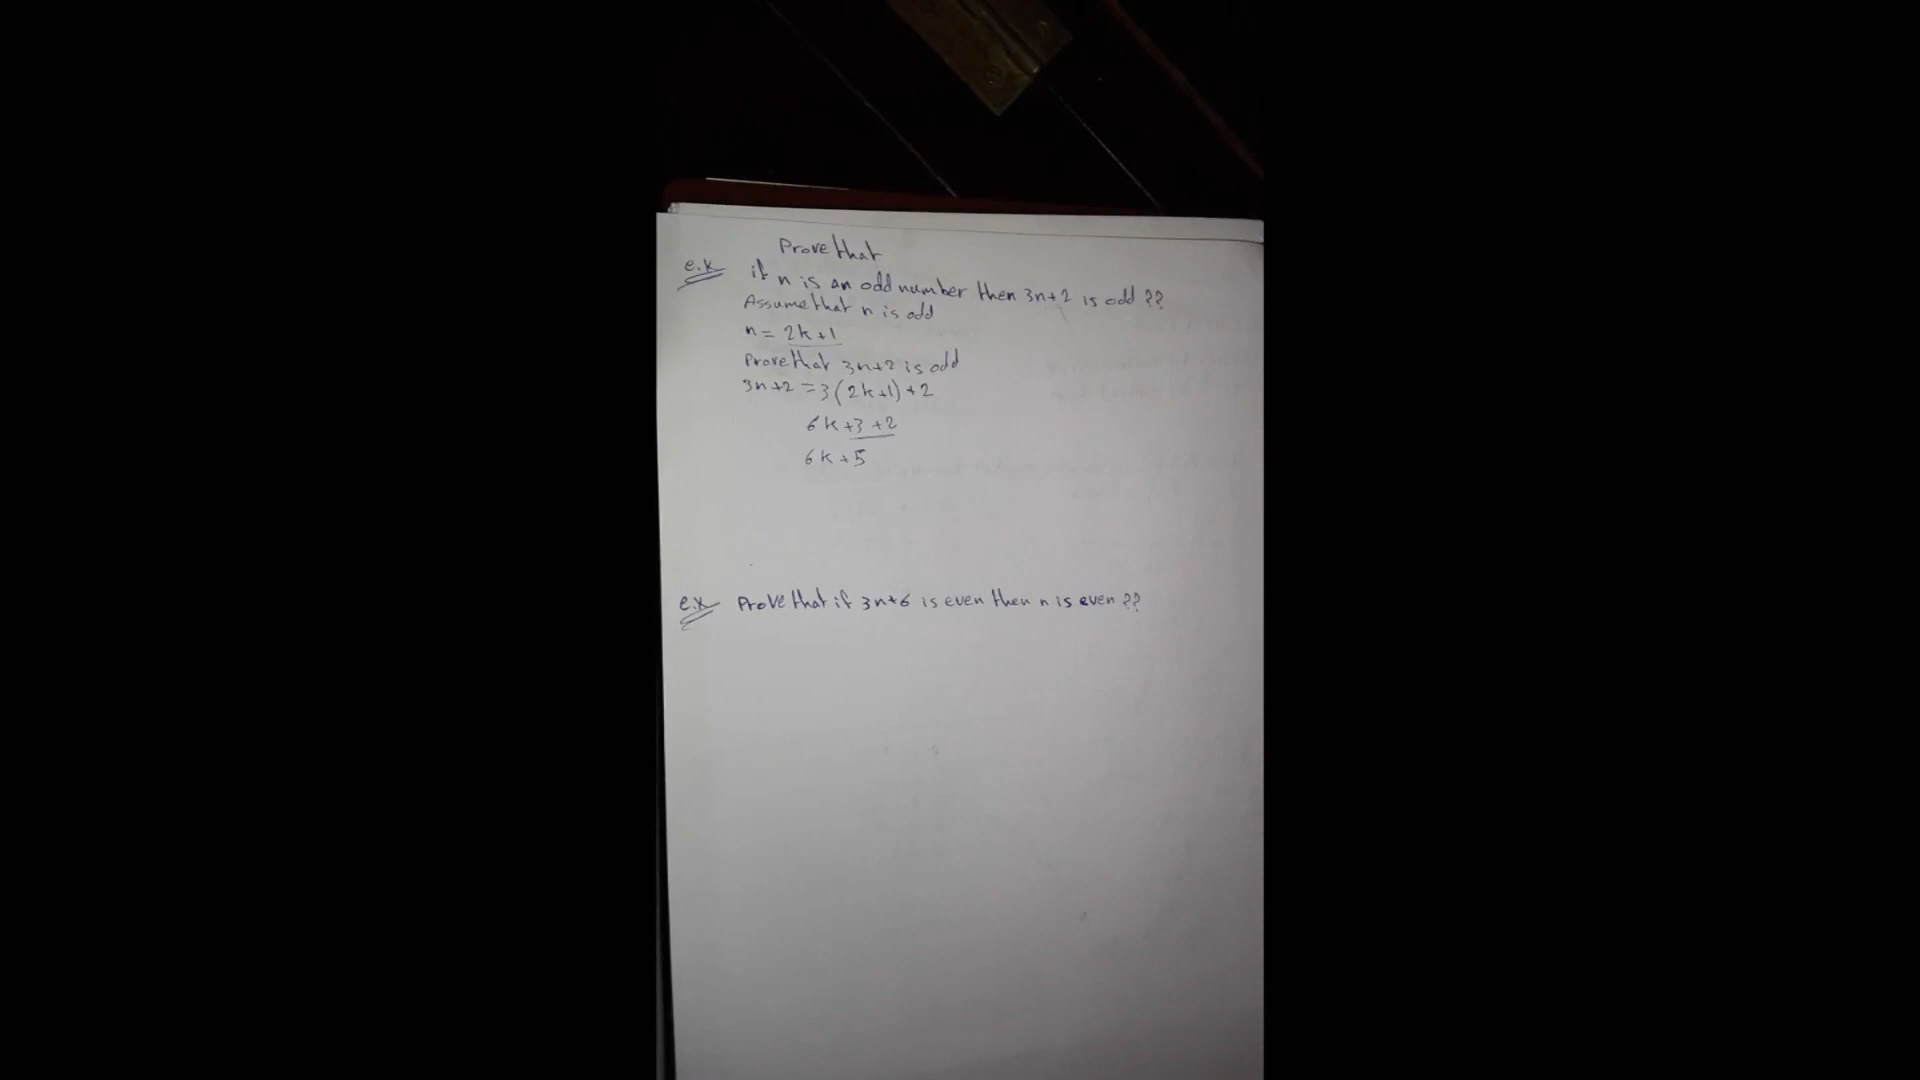 Prove that
e.x if n is an odd number then 3n+2 is odd ??
Assume that n is odd
n = 2k+1
Prove that 3n+2 is odd
3n+2 = 3(2k+1)+2
6k+3+2
6k+5
e.x Prove that if 3n+6 is even then n is even ??